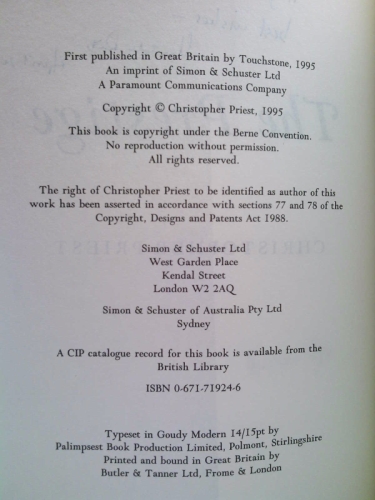 First published in Great Britain by Touchstone, 1995
An imprint of Simon & Schuster Ltd
A Paramount Communications Company
Copyright © Christopher Priest, 1995
This book is copyright under the Berne Convention.
No reproduction without permission.
All rights reserved.
The right of Christopher Priest to be identified as author of this
work has been asserted in accordance with sections 77 and 78 of the
Copyright, Designs and Patents Act 1988.
Simon & Schuster Ltd
West Garden Place
Kendal Street
London W2 2AQ
Simon & Schuster of Australia Pty Ltd
Sydney
A CIP catalogue record for this book is available from the
British Library
ISBN 0-671-71924-6
Typeset in Goudy Modern 14/15pt by
Palimpsest Book Production Limited, Polmont, Stirlingshire
Printed and bound in Great Britain by
Butler & Tanner Ltd, Frome & London